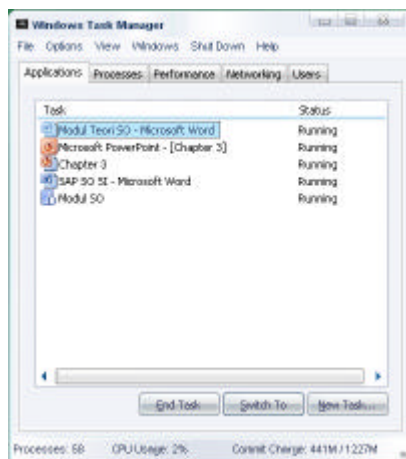 Windows Task Manager
File Options View Windows Shut Down Help
Applications Processes Performance Networking Users
Task Status
Modul Teori SO - Microsoft Word Running
Microsoft PowerPoint - [Chapter 3] Running
Chapter 3 Running
SAP SO SI - Microsoft Word Running
Modul SO Running
End Task Switch To New Task...
Processes: 58 CPU Usage: 2% Commit Charge: 441M / 1227M